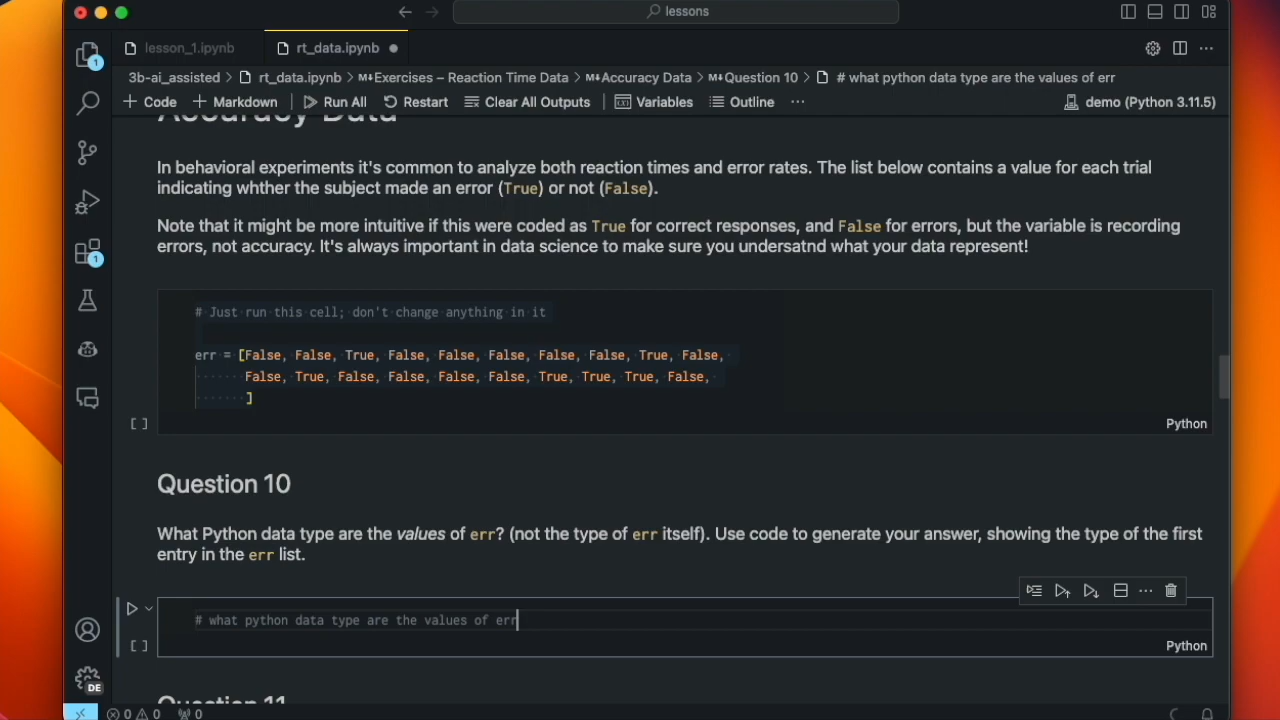 lessons
lesson_1.ipynb
rt_data.ipynb
3b-ai_assisted > rt_data.ipynb > M↓Exercises – Reaction Time Data > M↓Accuracy Data > M↓Question 10 > # what python data type are the values of err
+ Code + Markdown Run All Restart Clear All Outputs Variables Outline ··· demo (Python 3.11.5)
Accuracy Data
In behavioral experiments it's common to analyze both reaction times and error rates. The list below contains a value for each trial
indicating whther the subject made an error (True) or not (False).
Note that it might be more intuitive if this were coded as True for correct responses, and False for errors, but the variable is recording
errors, not accuracy. It's always important in data science to make sure you undersatnd what your data represent!
# Just run this cell; don't change anything in it
err = [False, False, True, False, False, False, False, False, True, False,
False, True, False, False, False, False, True, True, True, False,
]
[ ]
Python
Question 10
What Python data type are the values of err? (not the type of err itself). Use code to generate your answer, showing the type of the first
entry in the err list.
# what python data type are the values of err
[ ]
Python
Question 11
1
1
DE
0 0 0